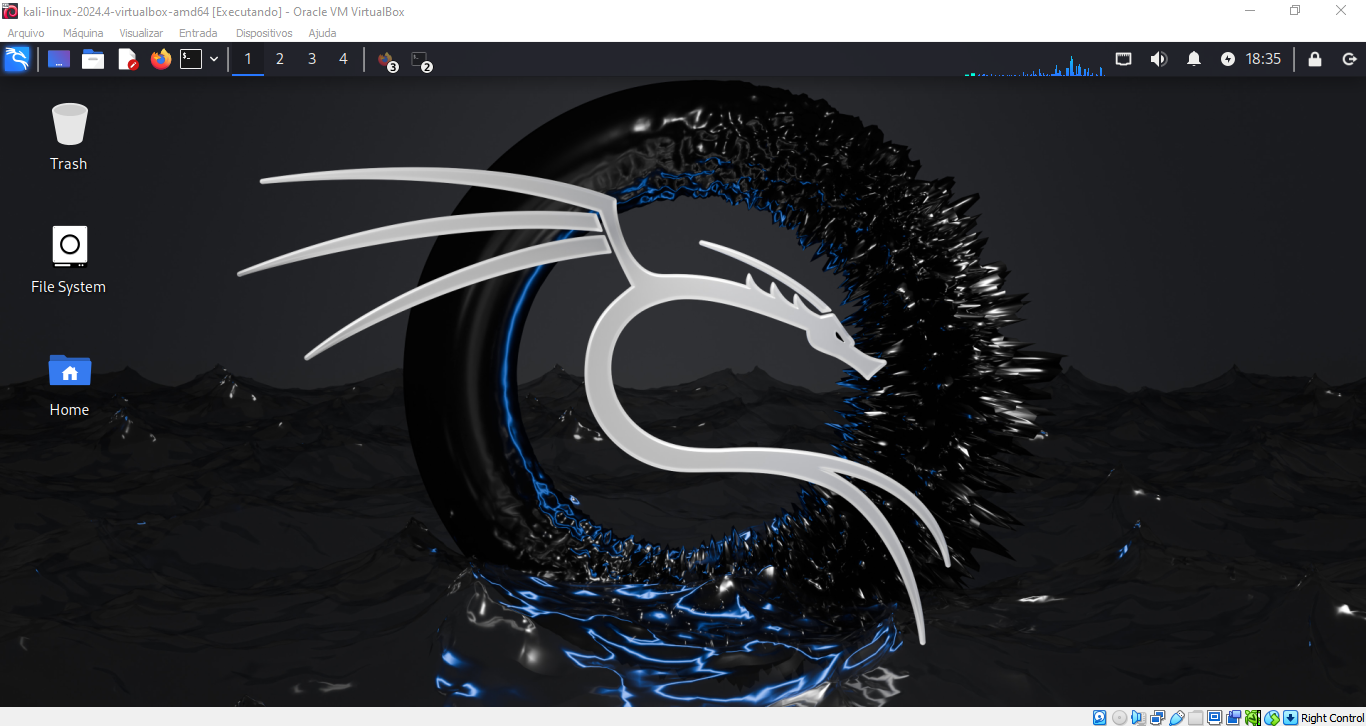 kali-linux-2024.4-virtualbox-amd64 [Executando] - Oracle VM VirtualBox
Arquivo Máquina Visualizar Entrada Dispositivos Ajuda
1 2 3 4 3 2 18:35
Trash
File System
Home
Right Control